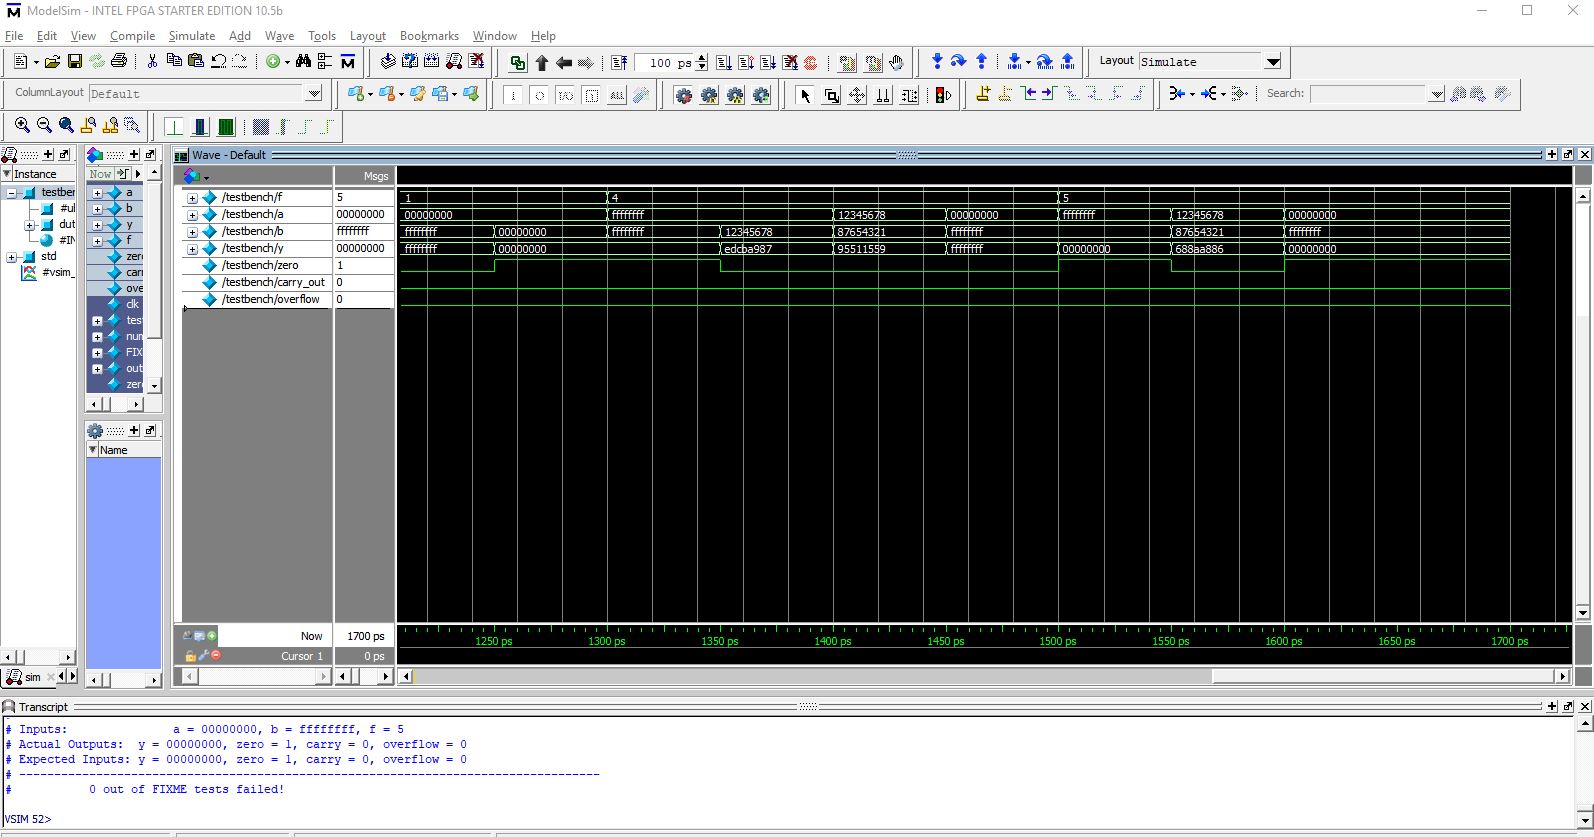 ModelSim - INTEL FPGA STARTER EDITION 10.5b
File Edit View Compile Simulate Add Wave Tools Layout Bookmarks Window Help
100 ps
Layout Simulate
ColumnLayout Default
ALL
Search:
Wave - Default
Instance
Now
Msgs
testber
#ul
dut
#IN
std
#vsim_
a
b
y
f
zero
carr
ove
clk
test
num
FIX
out
zero
Name
/testbench/f 5 1 4 5
/testbench/a 00000000 00000000 ffffffff 12345678 00000000 ffffffff 12345678 00000000
/testbench/b ffffffff ffffffff 00000000 ffffffff 12345678 87654321 ffffffff 87654321 ffffffff
/testbench/y 00000000 ffffffff 00000000 edcba987 95511559 ffffffff 00000000 688aa886 00000000
/testbench/zero 1
/testbench/carry_out 0
/testbench/overflow 0
Now 1700 ps 1250 ps 1300 ps 1350 ps 1400 ps 1450 ps 1500 ps 1550 ps 1600 ps 1650 ps 1700 ps
Cursor 1 0 ps
sim
Transcript
# Inputs: a = 00000000, b = ffffffff, f = 5
# Actual Outputs: y = 00000000, zero = 1, carry = 0, overflow = 0
# Expected Inputs: y = 00000000, zero = 1, carry = 0, overflow = 0
# -----------------------------------------------------------------------------------
# 0 out of FIXME tests failed!
VSIM 52>